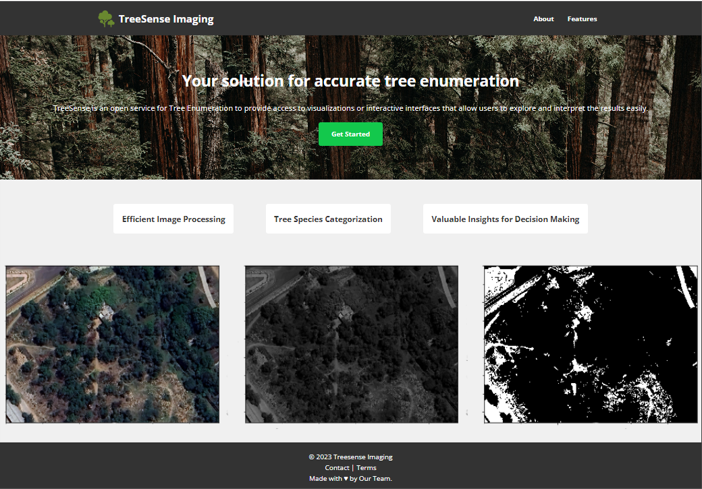 TreeSense Imaging
About
Features
Your solution for accurate tree enumeration
TreeSense is an open service for Tree Enumeration to provide access to visualizations or interactive interfaces that allow users to explore and interpret the results easily.
Get Started
Efficient Image Processing
Tree Species Categorization
Valuable Insights for Decision Making
© 2023 Treesense Imaging
Contact | Terms
Made with ♥ by Our Team.